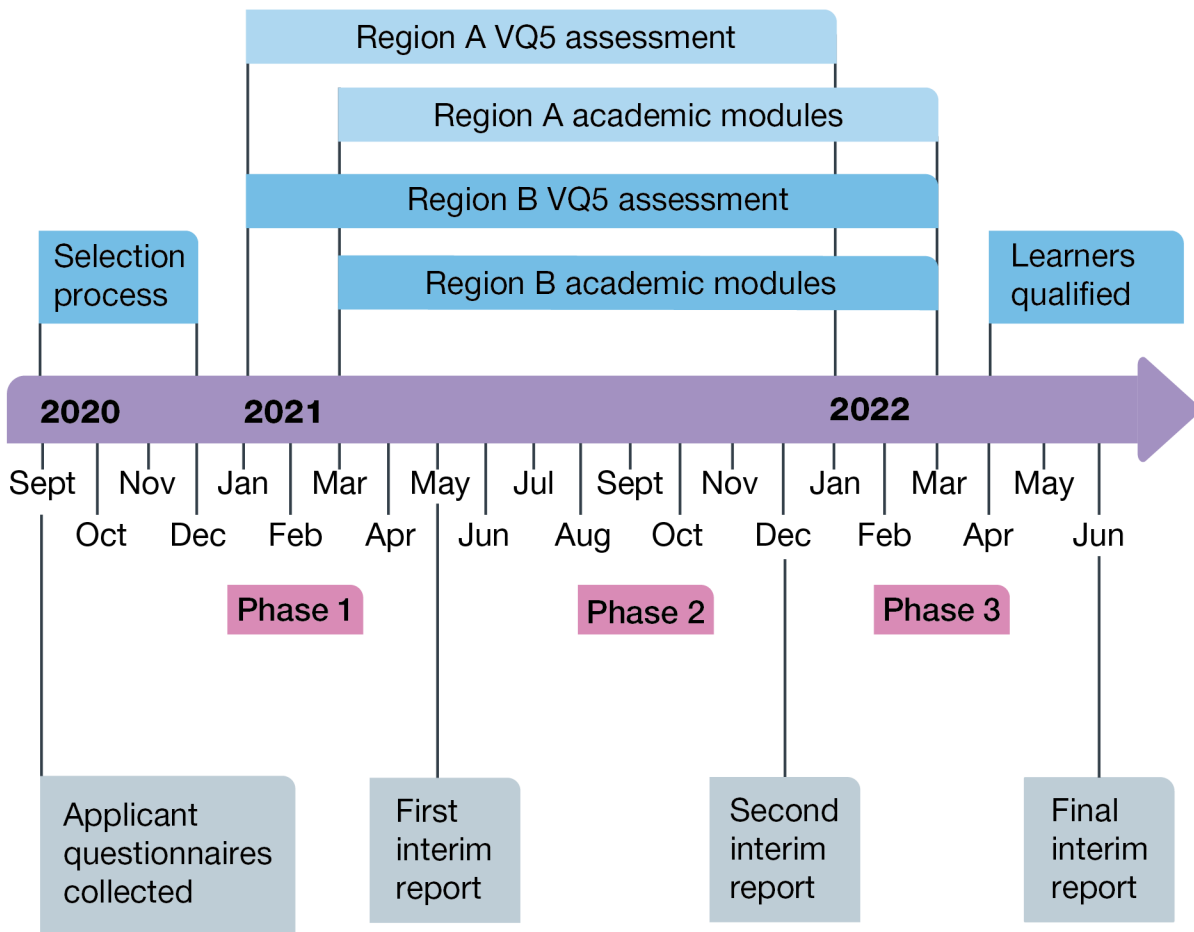 Region A VQ5 assessment
Region A academic modules
Region B VQ5 assessment
Selection
process
Region B academic modules
Learners
qualified
2020
2021
2022
Sept
Nov
Jan
Mar
May
Jul
Sept
Nov
Jan
Mar
May
Oct
Dec
Feb
Apr
Jun
Aug
Oct
Dec
Feb
Apr
Jun
Phase 1
Phase 2
Phase 3
Applicant
questionnaires
collected
First
interim
report
Second
interim
report
Final
interim
report